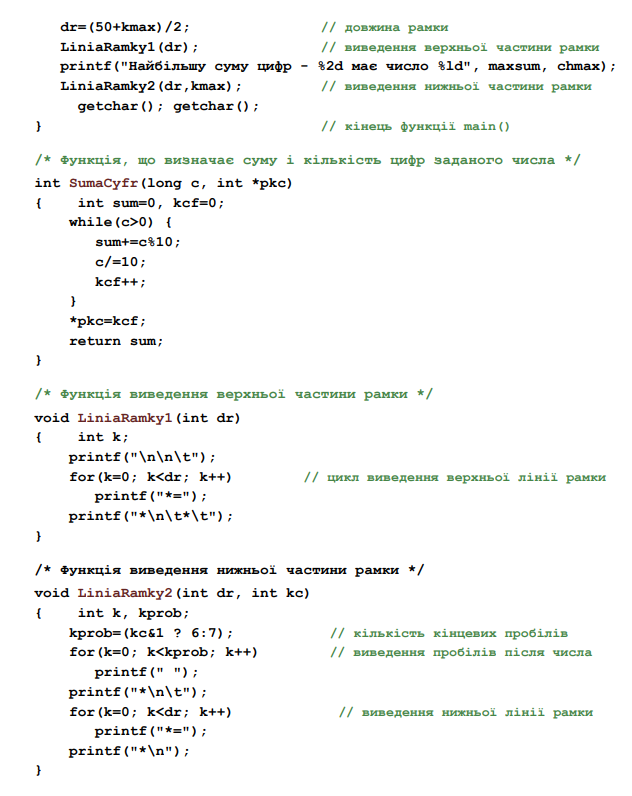 dr=(50+kmax)/2; // довжина рамки
LiniaRamky1(dr); // виведення верхньої частини рамки
printf("Найбільшу суму цифр - %2d має число %ld", maxsum, chmax);
LiniaRamky2(dr,kmax); // виведення нижньої частини рамки
getchar(); getchar();
} // кінець функції main()
/* Функція, що визначає суму і кількість цифр заданого числа */
int SumaCyfr(long c, int *pkc)
{ int sum=0, kcf=0;
while(c>0) {
sum+=c%10;
c/=10;
kcf++;
}
*pkc=kcf;
return sum;
}
/* Функція виведення верхньої частини рамки */
void LiniaRamky1(int dr)
{ int k;
printf("\n\n\t");
for(k=0; k<dr; k++) // цикл виведення верхньої лінії рамки
printf("*=");
printf("*\n\t*\t");
}
/* Функція виведення нижньої частини рамки */
void LiniaRamky2(int dr, int kc)
{ int k, kprob;
kprob=(kc&1 ? 6:7); // кількість кінцевих пробілів
for(k=0; k<kprob; k++) // виведення пробілів після числа
printf(" ");
printf("*\n\t");
for(k=0; k<dr; k++) // виведення нижньої лінії рамки
printf("*=");
printf("*\n");
}